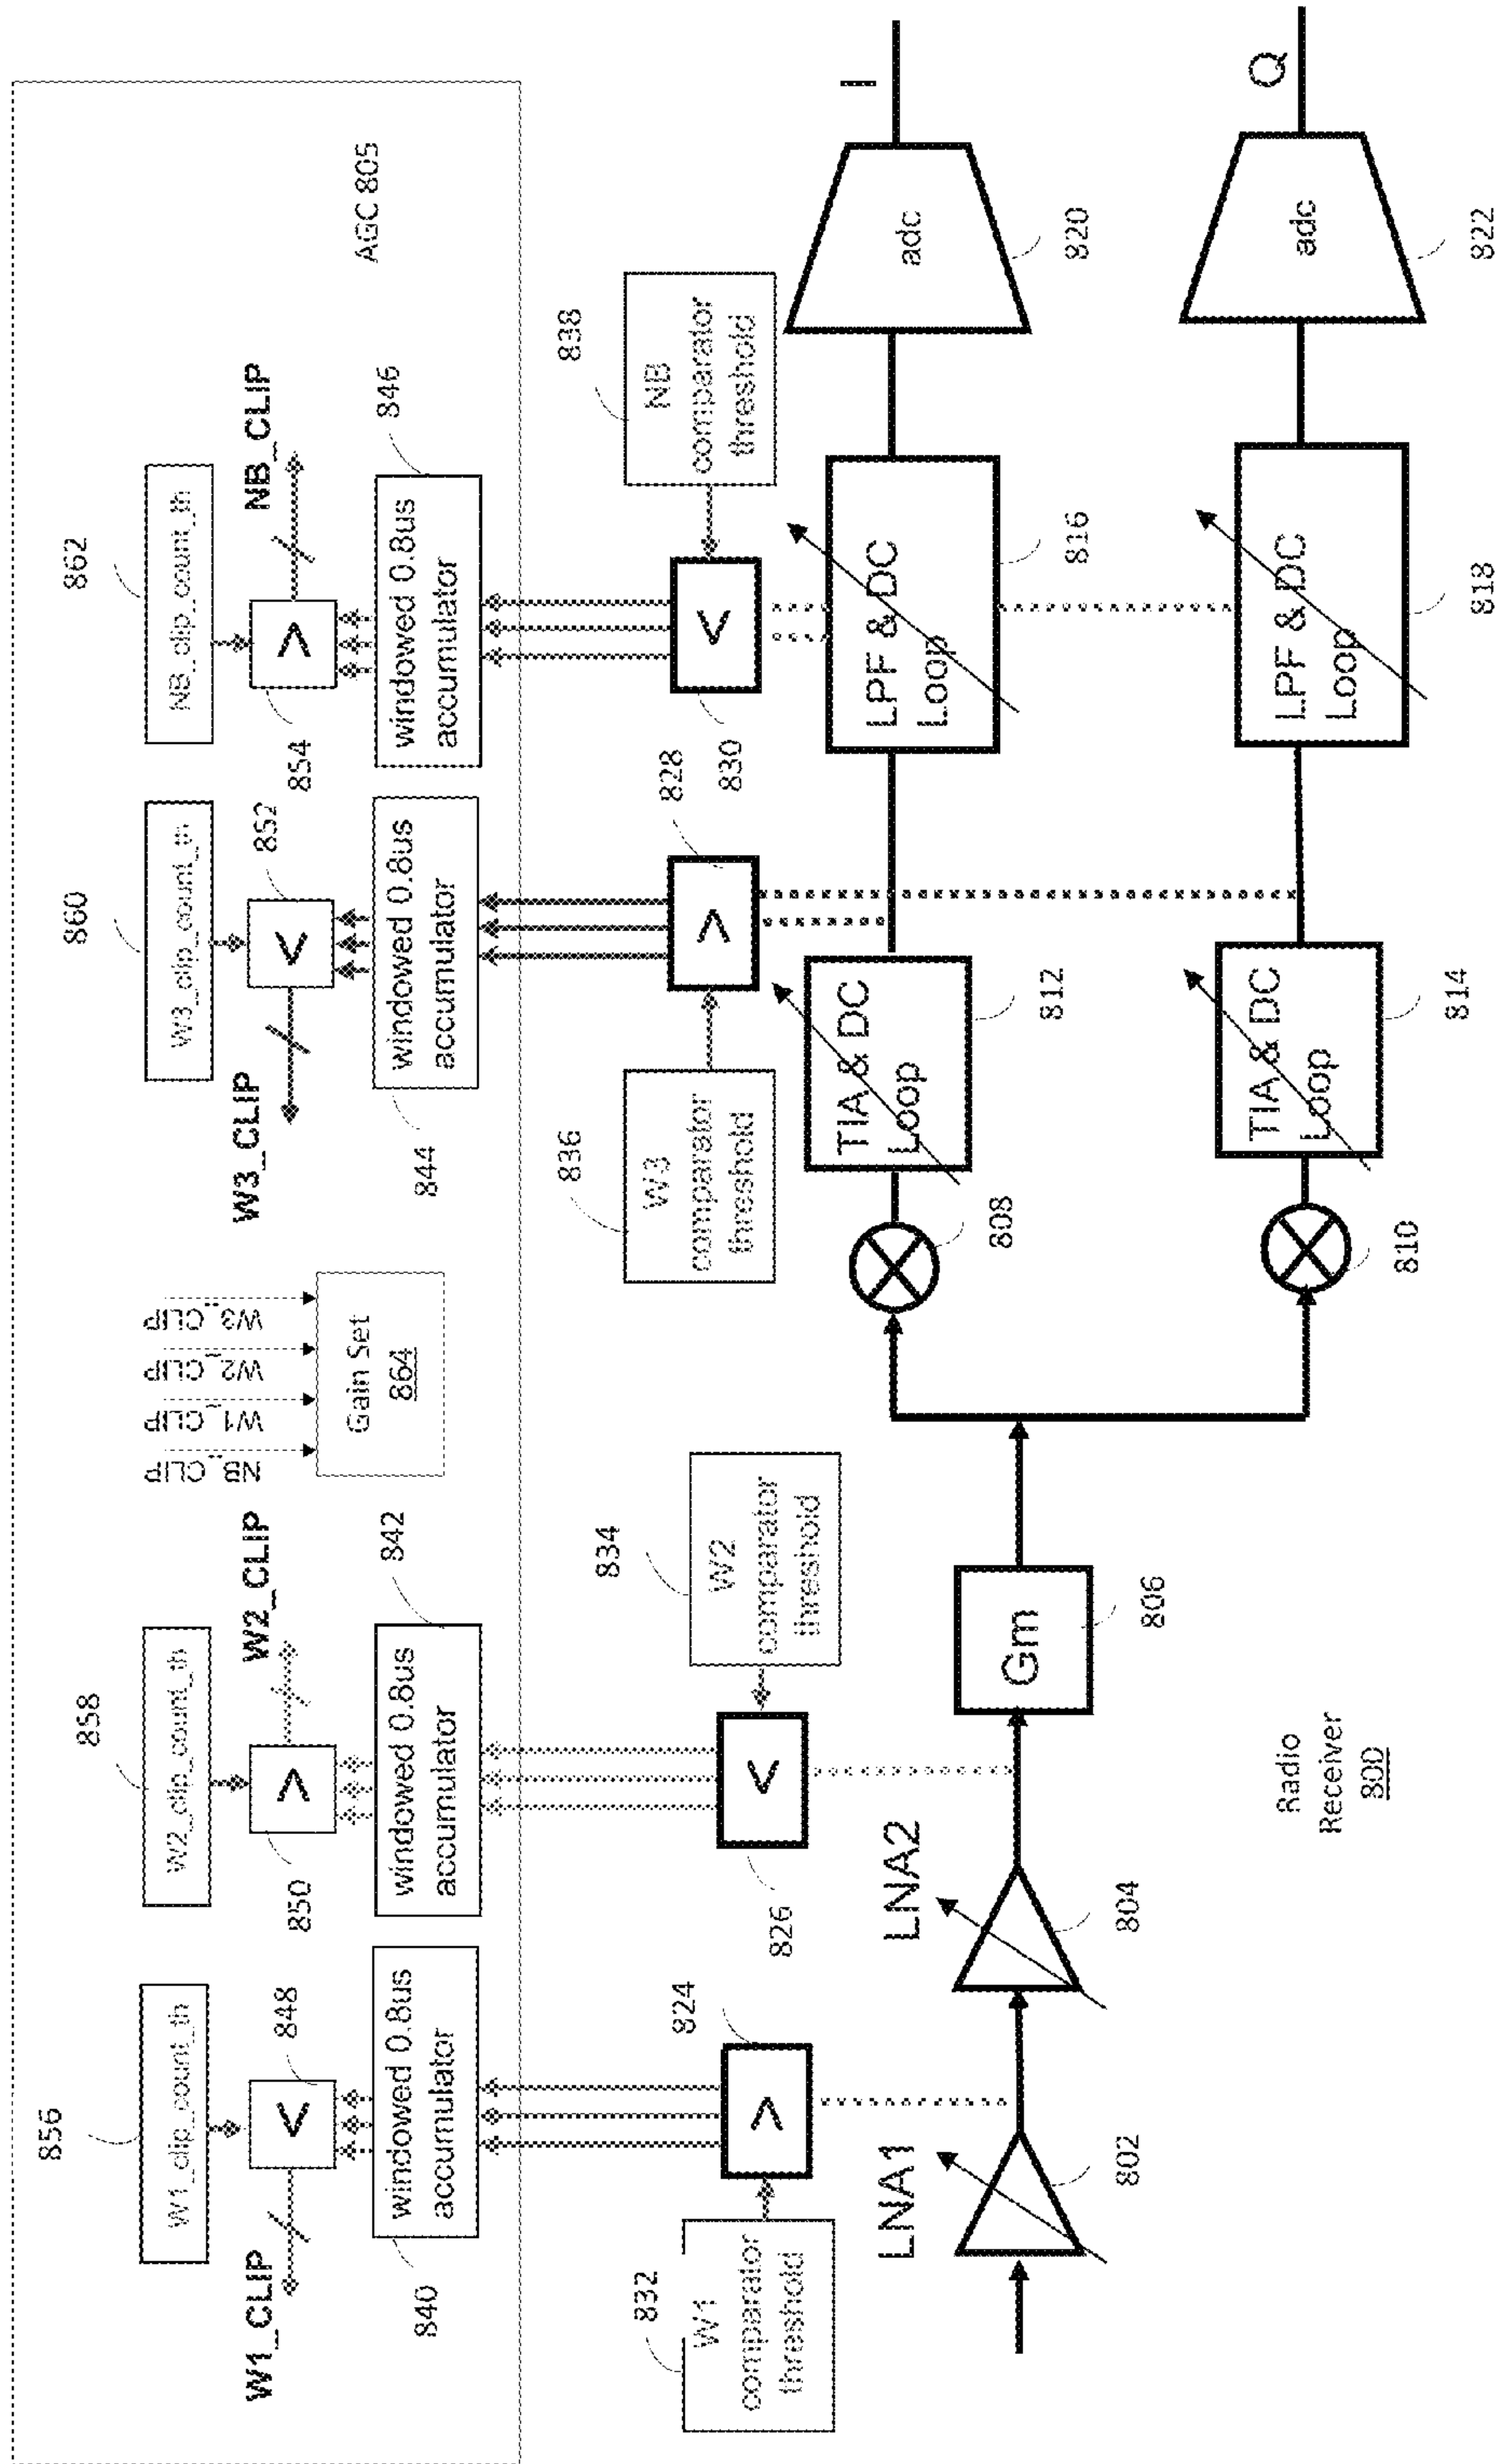 856
W1_clip_count_th
858
W2_clip_count_th
860
W3_clip_count_th
862
NB_clip_count_th
W1_CLIP
<
848
850
>
W2_CLIP
NB_CLIP
W1_CLIP
W2_CLIP
W3_CLIP
W3_CLIP
<
852
854
>
NB_CLIP
840
windowed 0.8us
accumulator
842
windowed 0.8us
accumulator
Gain Set
864
844
windowed 0.8us
accumulator
846
windowed 0.8us
accumulator
AGC 805
832
W1
comparator
threshold
>
824
826
<
834
W2
comparator
threshold
836
W3
comparator
threshold
>
828
830
<
838
NB
comparator
threshold
LNA1
802
LNA2
804
Gm
806
808
TIA & DC
Loop
812
LPF & DC
Loop
816
adc
820
I
810
TIA & DC
Loop
814
LPF & DC
Loop
818
adc
822
Q
Radio
Receiver
800